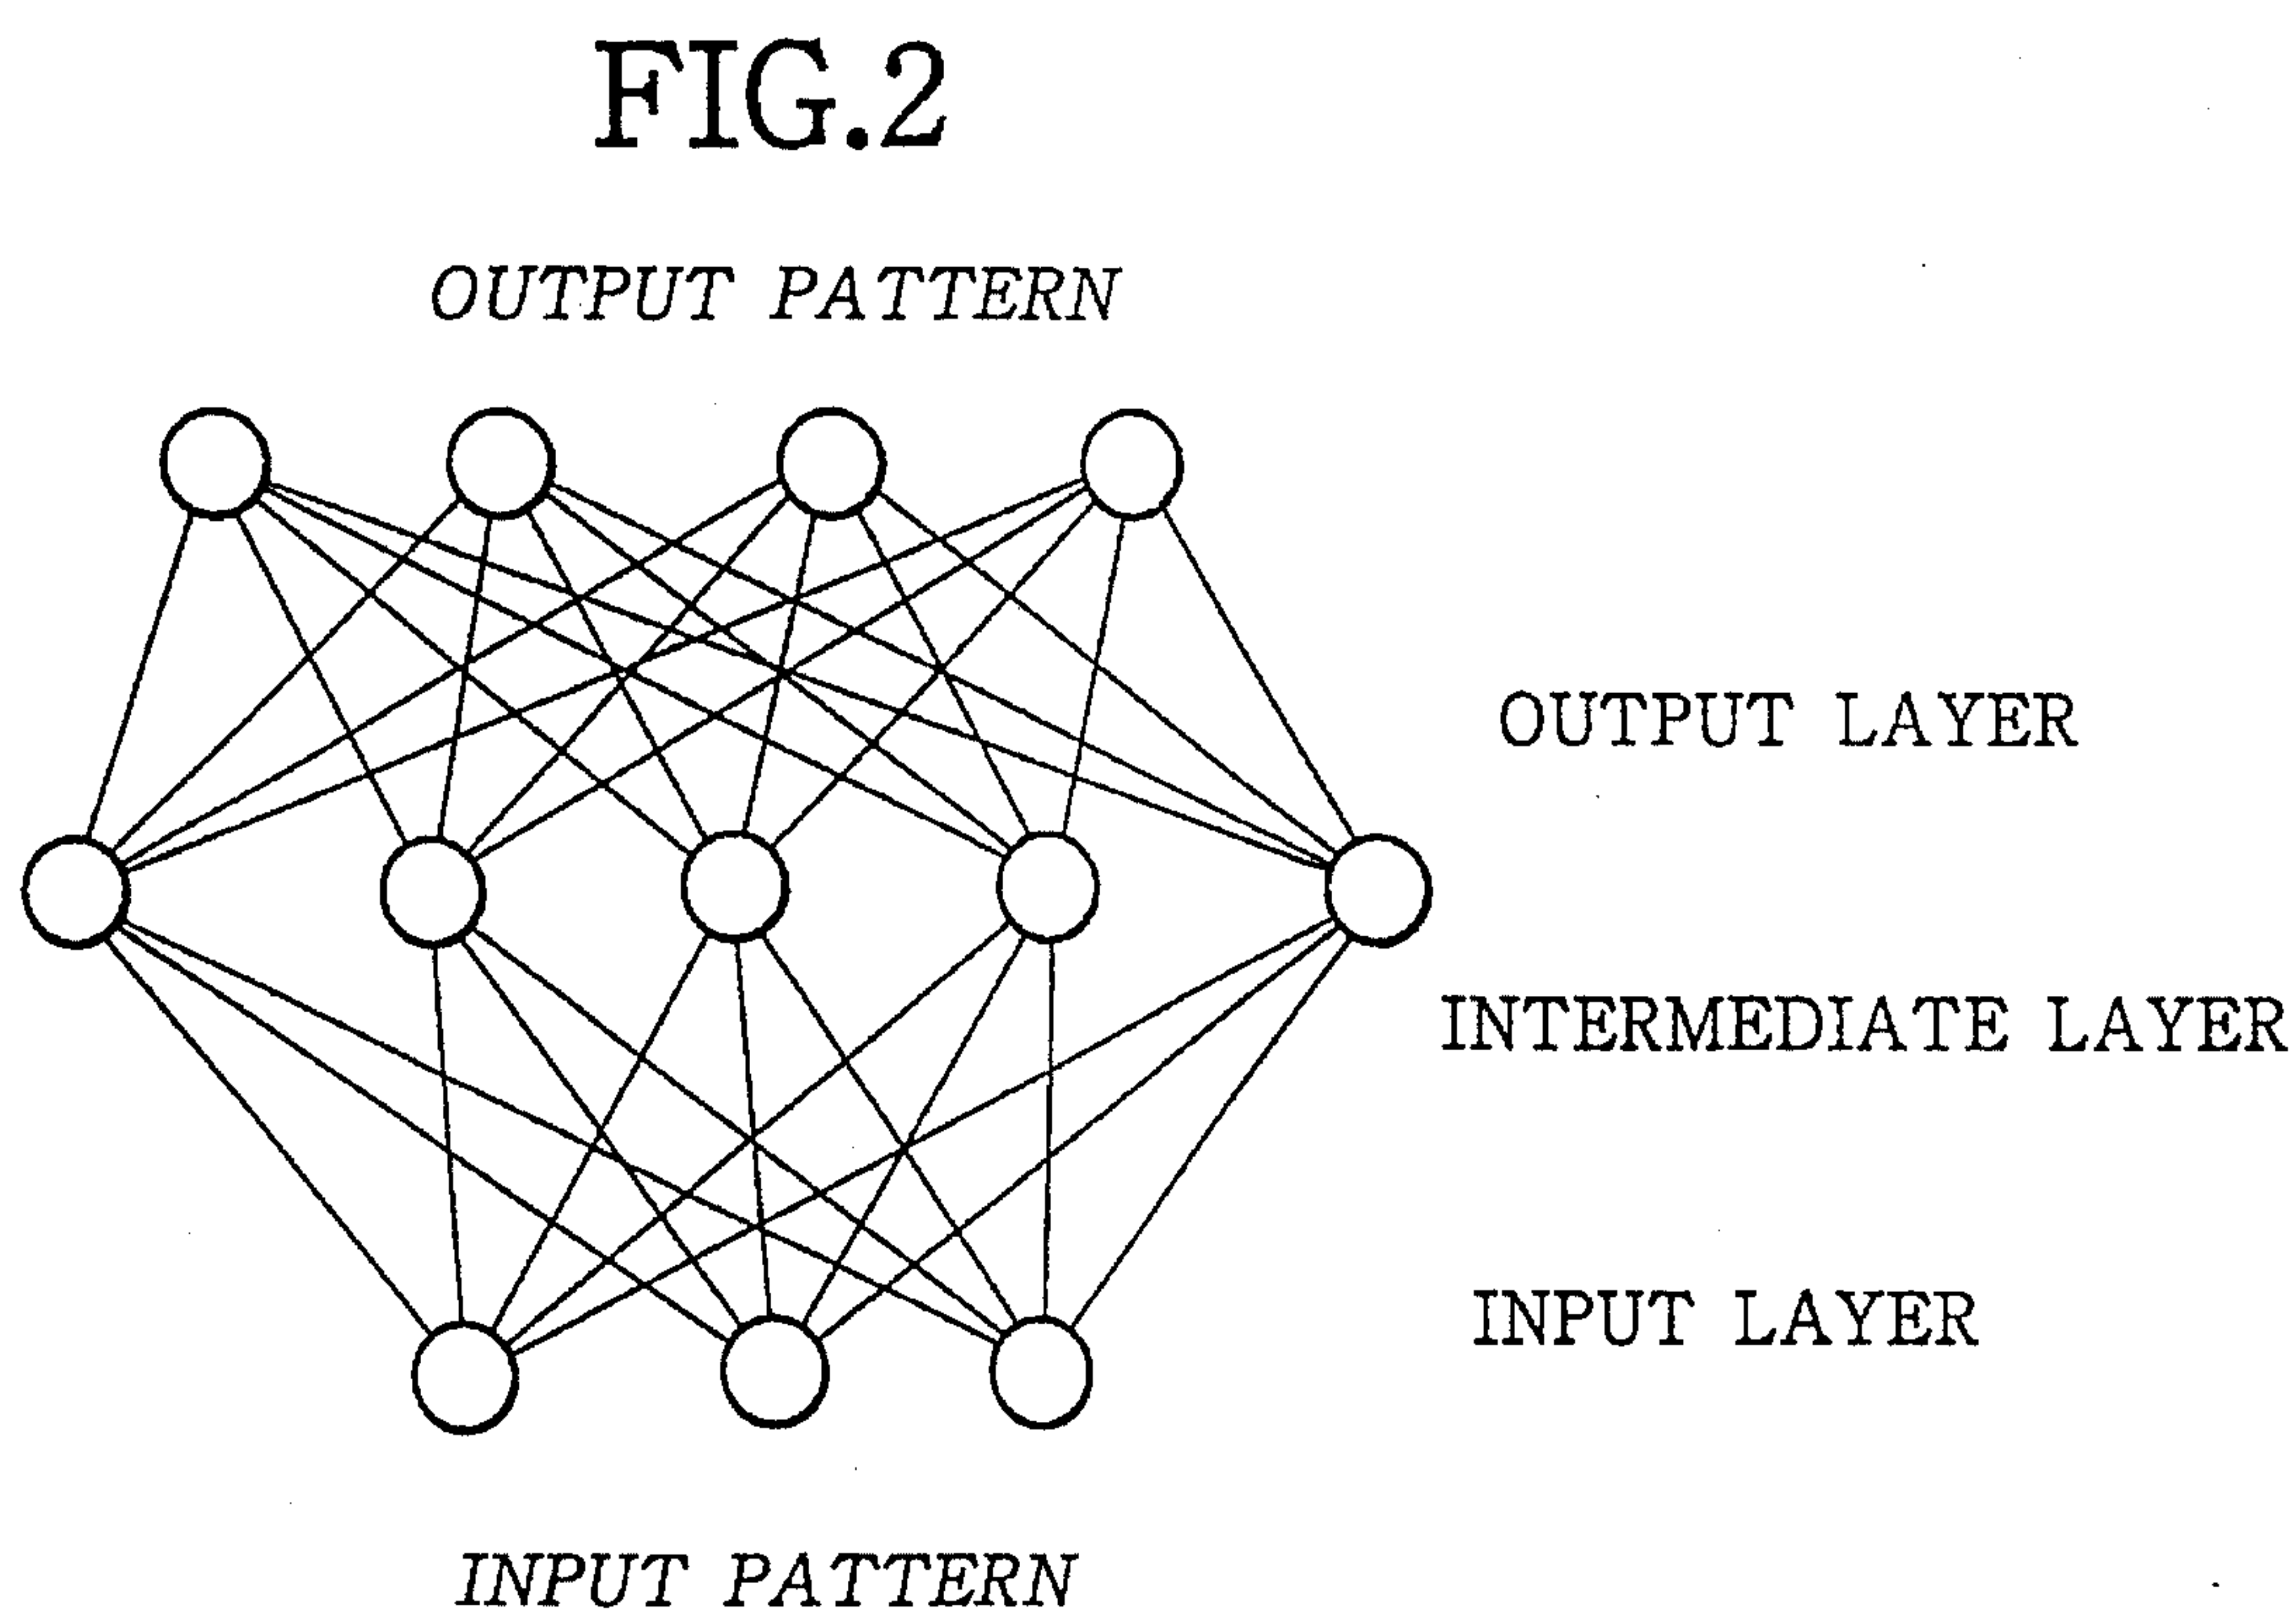 FIG.2
OUTPUT PATTERN
OUTPUT LAYER
INTERMEDIATE LAYER
INPUT LAYER
INPUT PATTERN